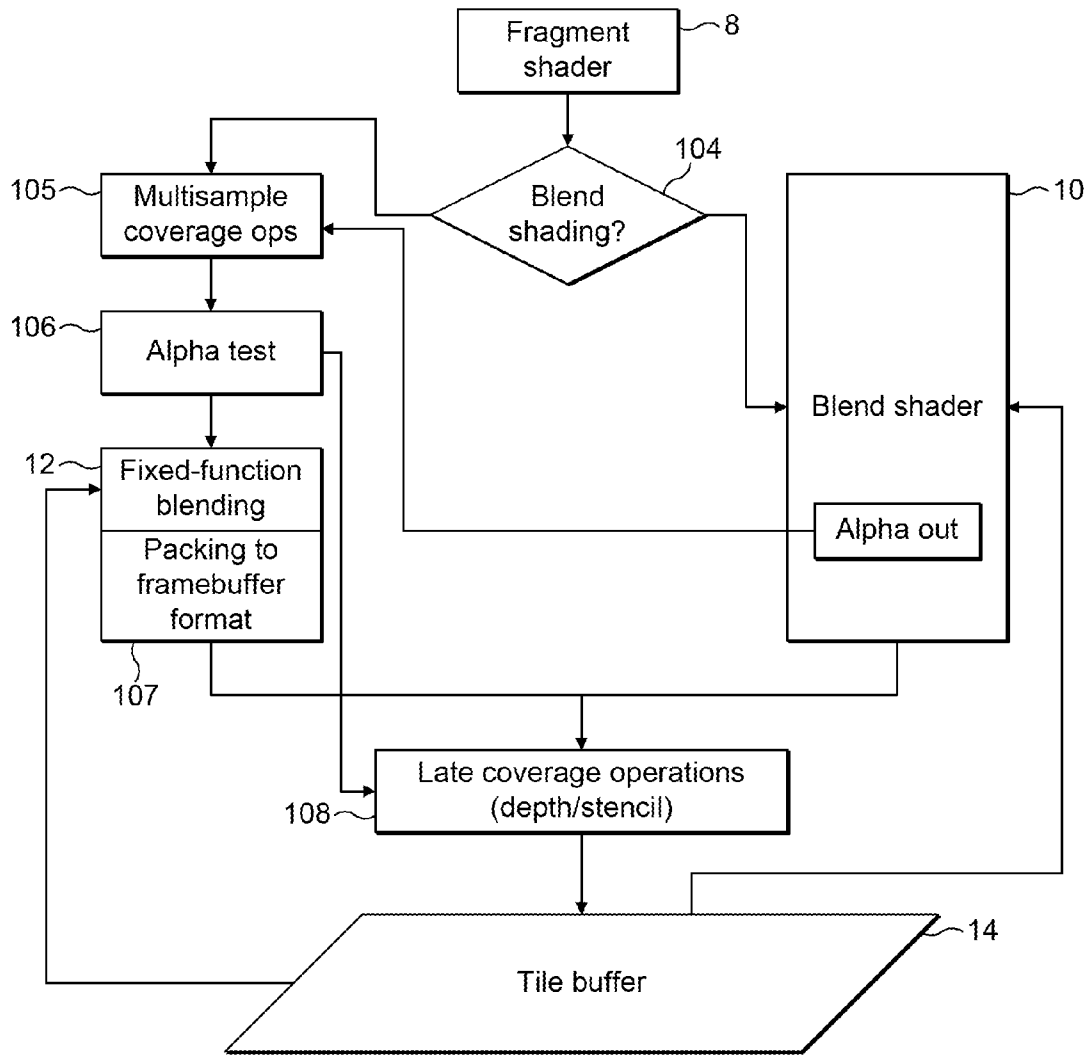 Fragment
shader
8
104
Blend
shading?
105
Multisample
coverage ops
10
106
Alpha test
Blend shader
12
Fixed-function
blending
Alpha out
Packing to
framebuffer
format
107
Late coverage operations
(depth/stencil)
108
14
Tile buffer